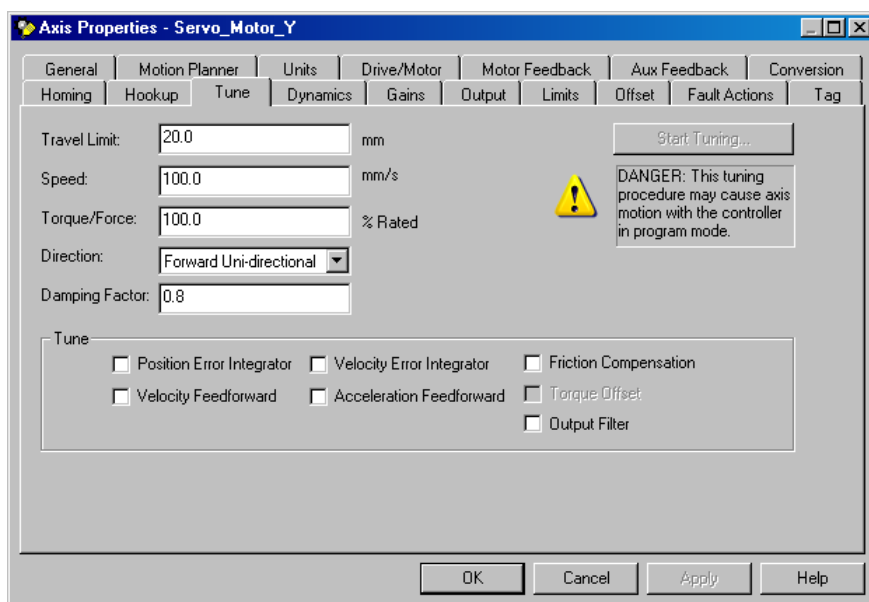 Axis Properties - Servo_Motor_Y
General Motion Planner Units Drive/Motor Motor Feedback Aux Feedback Conversion
Homing Hookup Tune Dynamics Gains Output Limits Offset Fault Actions Tag
Travel Limit: 20.0 mm Start Tuning...
Speed: 100.0 mm/s
DANGER: This tuning
procedure may cause axis
motion with the controller
in program mode.
Torque/Force: 100.0 % Rated
Direction: Forward Uni-directional
Damping Factor: 0.8
Tune
Position Error Integrator Velocity Error Integrator Friction Compensation
Velocity Feedforward Acceleration Feedforward Torque Offset
Output Filter
OK Cancel Apply Help